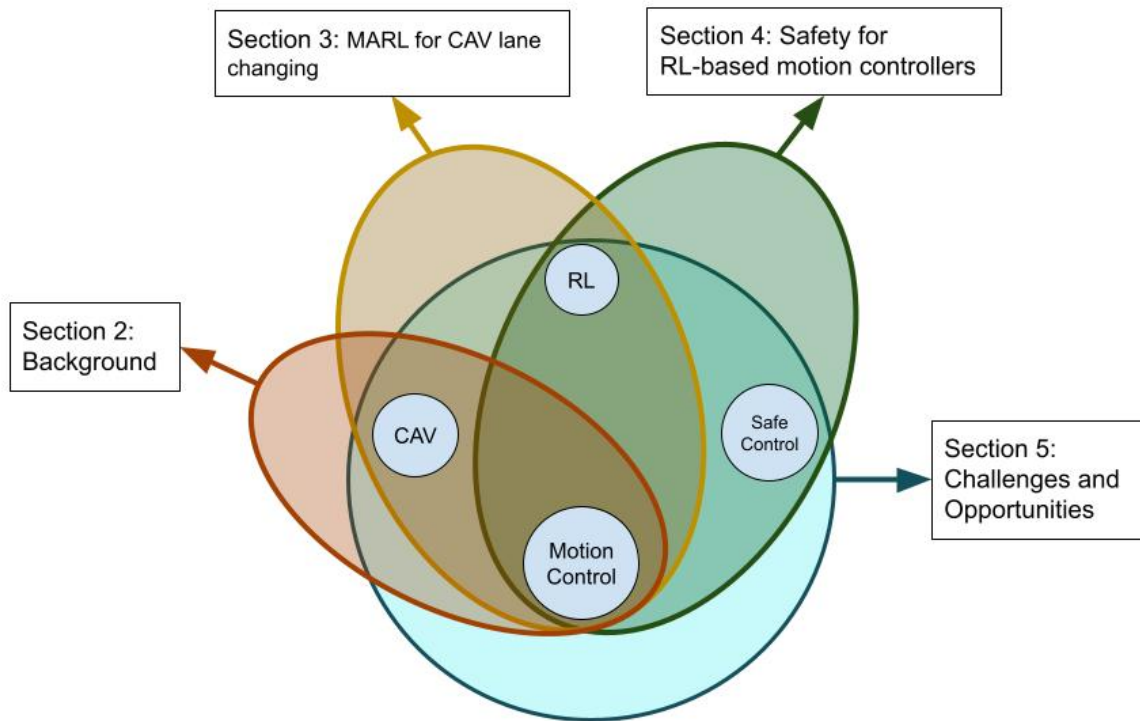 Section 3: MARL for CAV lane
changing
Section 4: Safety for
RL-based motion controllers
RL
Section 2:
Background
CAV
Safe
Control
Section 5:
Challenges and
Opportunities
Motion
Control